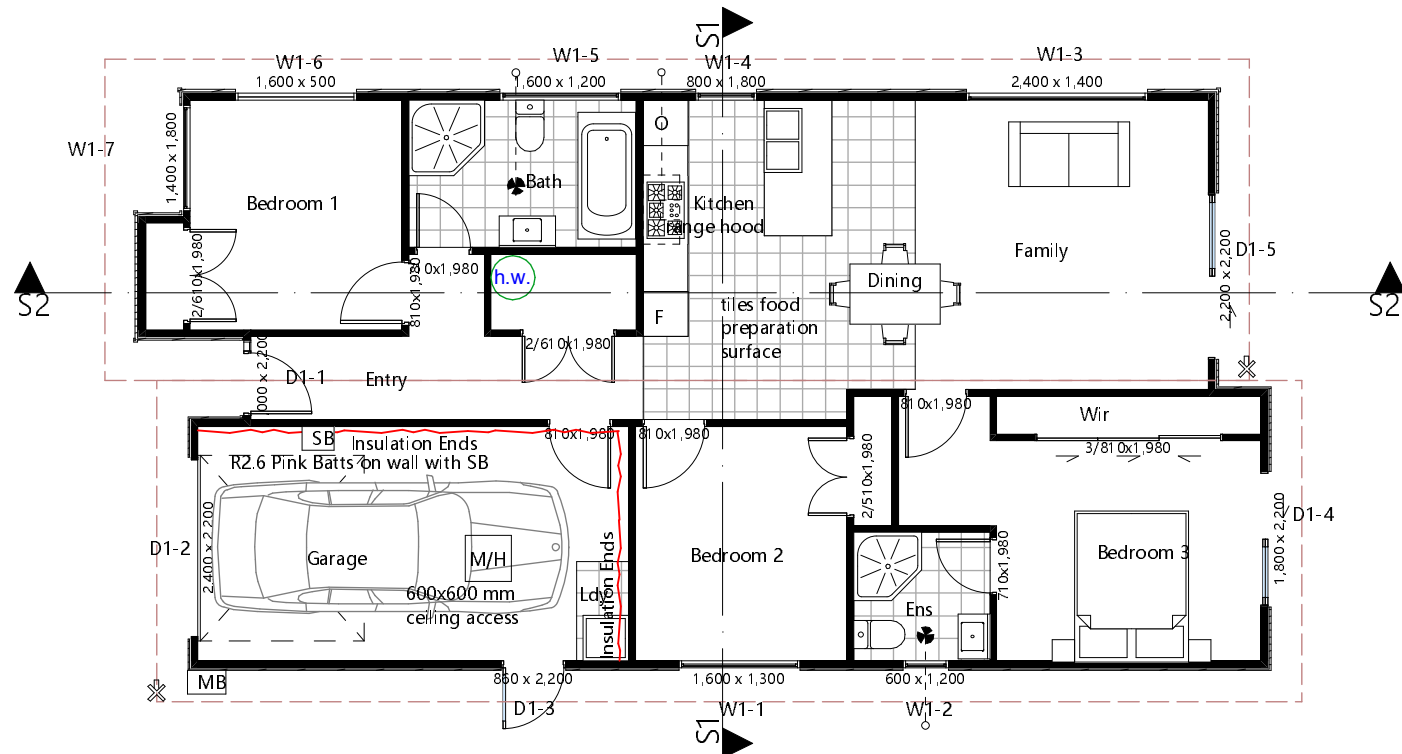 S1
W1-6
W1-5
W1-4
W1-3
1,600 x 500
1,600 x 1,200
800 x 1,800
2,400 x 1,400
W1-7
1,400 x 1,800
O
Bath
Bedroom 1
Kitchen
range hood
Family
D1-5
2,200 x 2,200
Dining
2/610x1,980
810x1,980
h.w.
S2
S2
F
tiles food
preparation
surface
2/610x1,980
D1-1
Entry
810x1,980
Wir
SB
Insulation Ends
R2.6 Pink Batts on wall with SB
810x1,980
810x1,980
3/810x1,980
2/510x1,980
D1-2
2,400 x 2,200
Garage
M/H
Bedroom 2
Bedroom 3
D1-4
1,800 x 2,200
710x1,980
600x600 mm
ceiling access
Ldy
Insulation Ends
Ens
MB
860 x 2,200
1,600 x 1,300
600 x 1,200
D1-3
W1-1
W1-2
S1